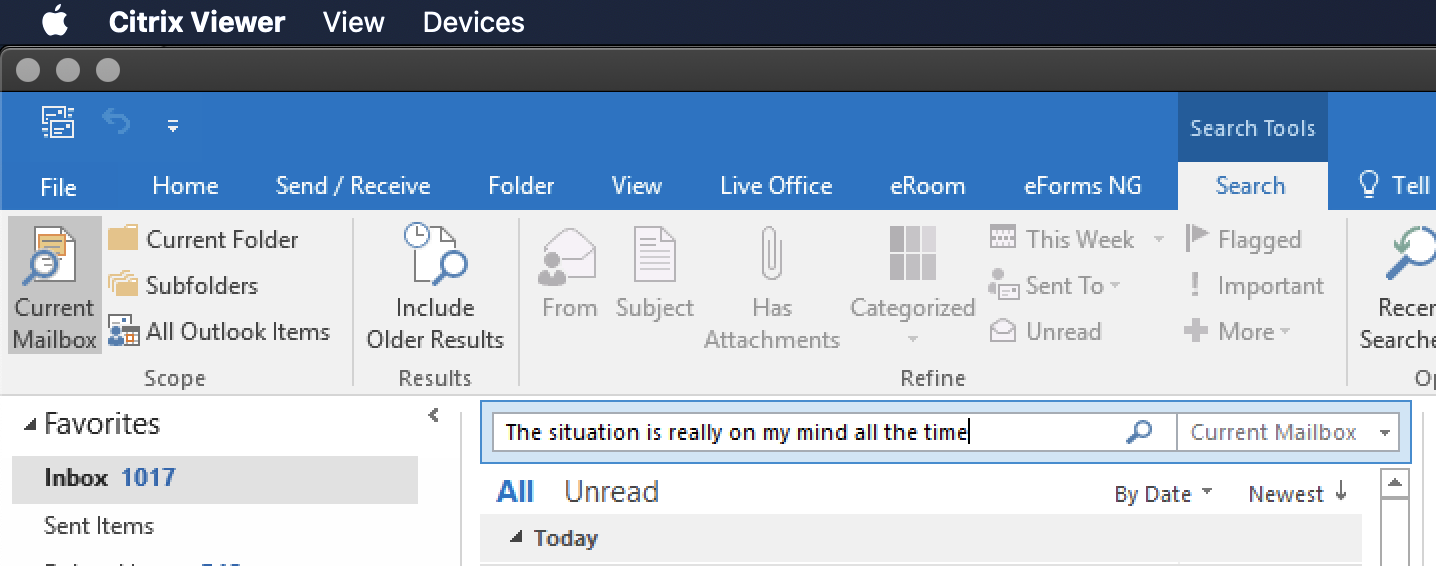 Citrix Viewer View Devices
Search Tools
File Home Send / Receive Folder View Live Office eRoom eForms NG Search Tell
Current Folder
Subfolders
All Outlook Items
Current
Mailbox
Scope
Include
Older Results
Results
From
Subject
Has
Attachments
Categorized
This Week
Sent To
Unread
Flagged
! Important
More
Refine
Recen
Searche
Op
Favorites
Inbox 1017
Sent Items
The situation is really on my mind all the time
Current Mailbox
All Unread
By Date Newest
Today